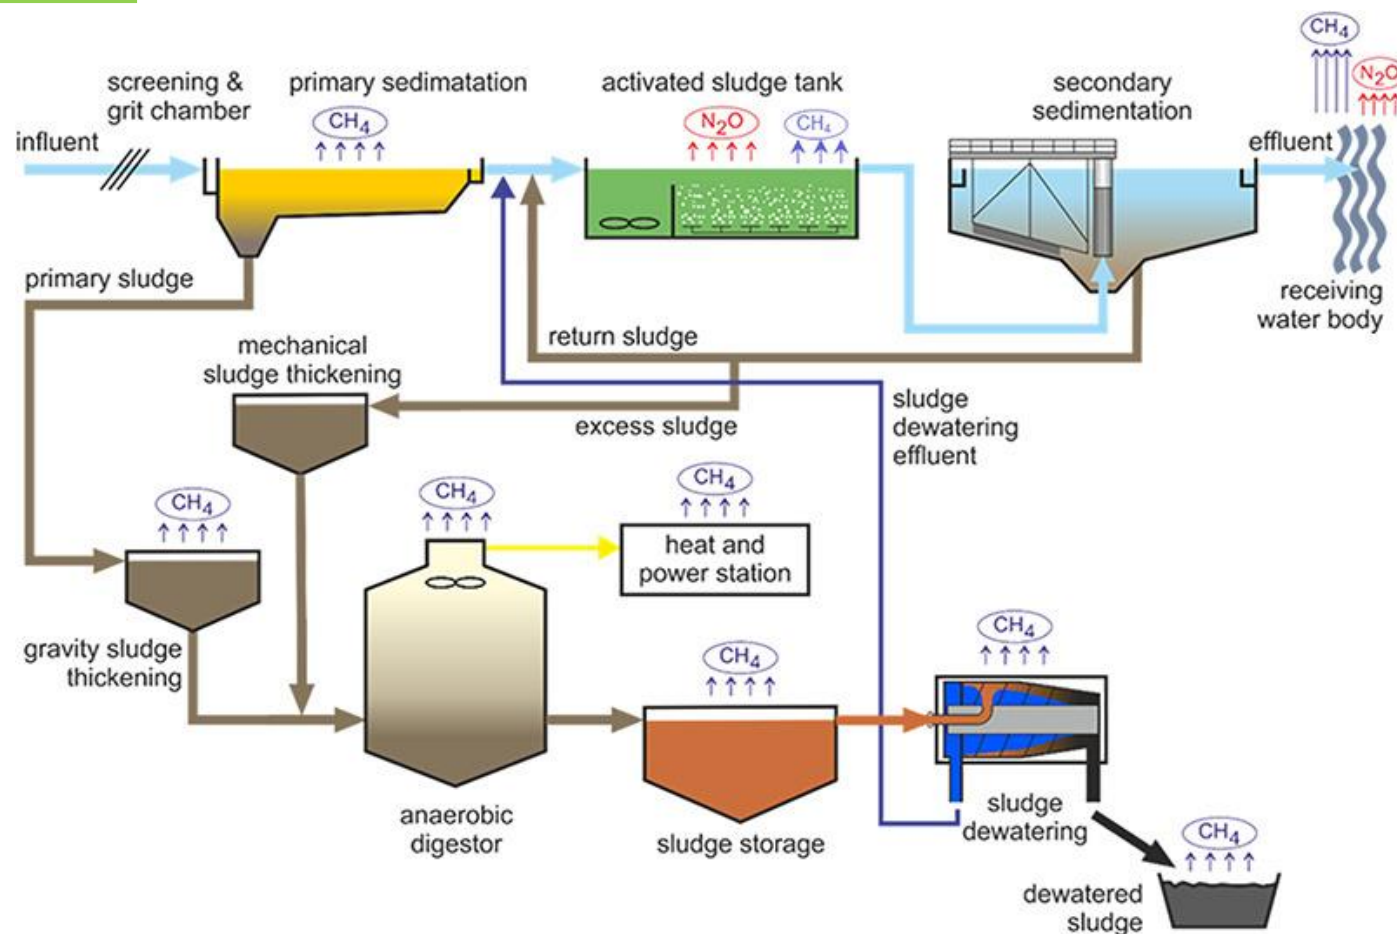 screening &
grit chamber
primary sedimatation
activated sludge tank
secondary
sedimentation
CH4
N2O
influent
CH4
N2O
CH4
effluent
primary sludge
receiving
water body
return sludge
mechanical
sludge thickening
excess sludge
sludge
dewatering
effluent
CH4
CH4
CH4
heat and
power station
gravity sludge
thickening
CH4
CH4
anaerobic
digestor
sludge storage
sludge
dewatering
CH4
dewatered
sludge